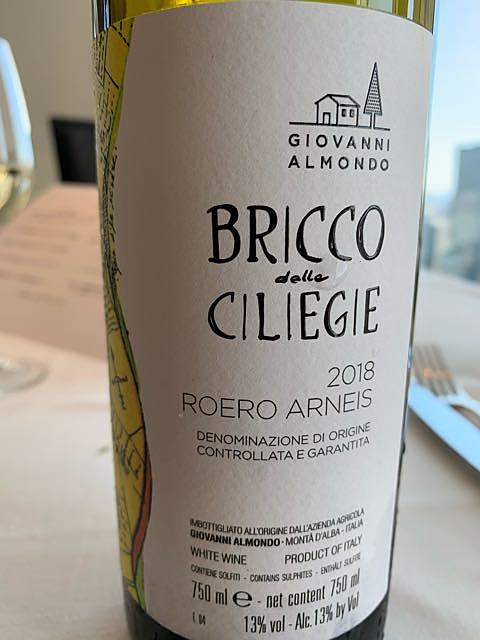 GIOVANNI
ALMONDO
BRICCO
delle
CILIEGIE
2018
ROERO ARNEIS
DENOMINAZIONE DI ORIGINE
CONTROLLATA E GARANTITA
IMBOTTIGLIATO ALL'ORIGINE DALL'AZIENDA AGRICOLA
GIOVANNI ALMONDO · MONTÀ D'ALBA - ITALIA
WHITE WINE PRODUCT OF ITALY
CONTIENE SOLFITI - CONTAINS SULPHITES - ENTHÄLT SULFITE
750 ml e - net content 750 ml
L 04 13% vol - Alc. 13% by Vol